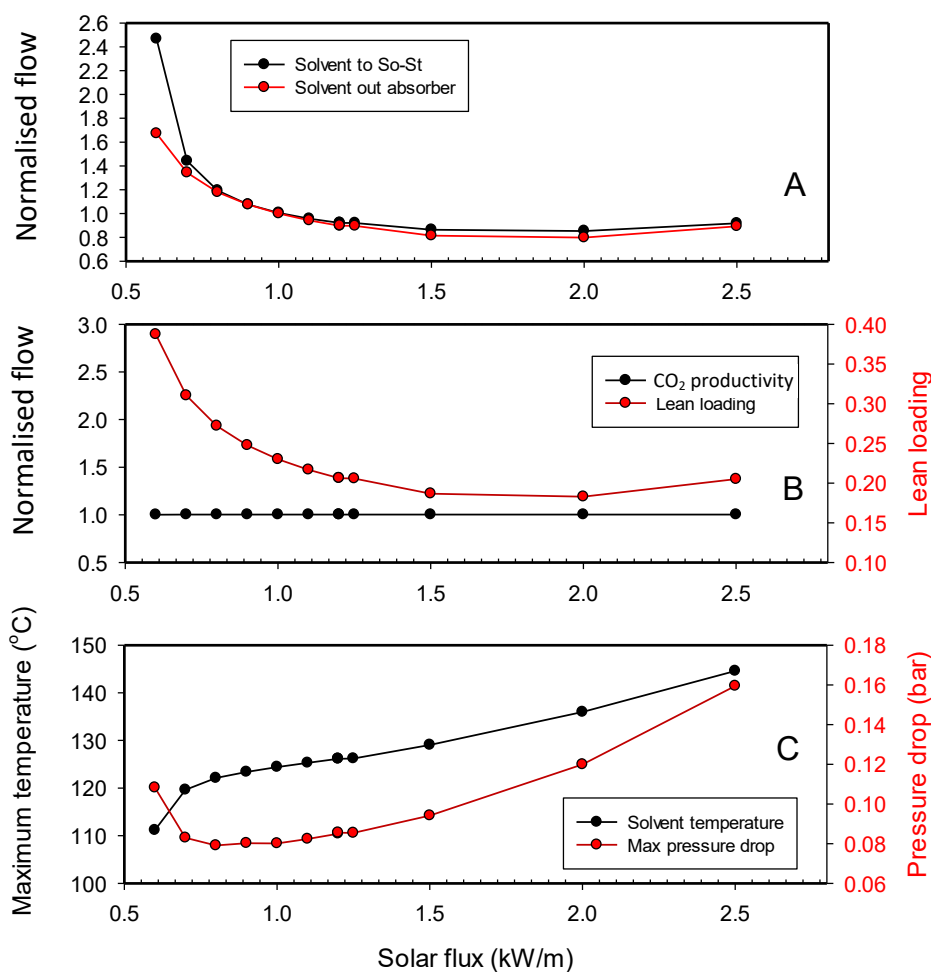 Normalised flow
2.6
2.4
2.2
2.0
1.8
1.6
1.4
1.2
1.0
0.8
0.6
Solvent to So-St
Solvent out absorber
A
0.5 1.0 1.5 2.0 2.5
Normalised flow
3.0
2.5
2.0
1.5
1.0
0.5
CO₂ productivity
Lean loading
B
0.40
0.35
0.30
0.25
0.20
0.15
0.10
Lean loading
0.5 1.0 1.5 2.0 2.5
Maximum temperature (°C)
150
140
130
120
110
100
Solvent temperature
Max pressure drop
C
0.18
0.16
0.14
0.12
0.10
0.08
0.06
Pressure drop (bar)
0.5 1.0 1.5 2.0 2.5
Solar flux (kW/m)